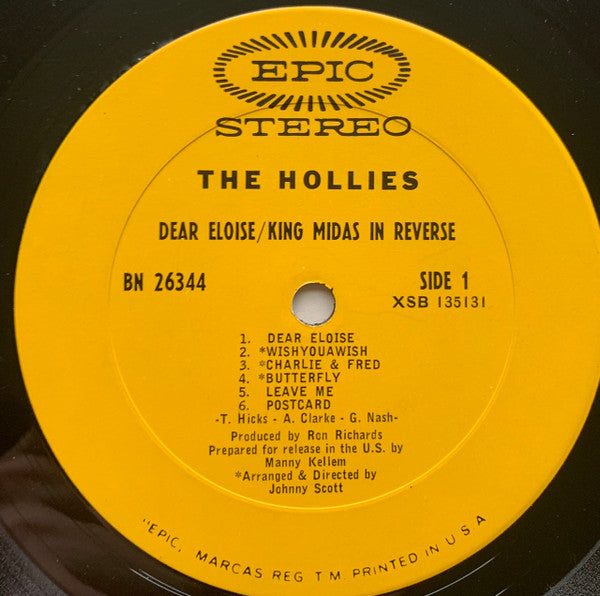 EPIC
STEREO
THE HOLLIES
DEAR ELOISE/KING MIDAS IN REVERSE
BN 26344
SIDE 1
XSB 135131
1. DEAR ELOISE
2. *WISHYOUAWISH
3. *CHARLIE & FRED
4. *BUTTERFLY
5. LEAVE ME
6. POSTCARD
-T. Hicks - A. Clarke - G. Nash-
Produced by Ron Richards
Prepared for release in the U.S. by
Manny Kellem
*Arranged & Directed by
Johnny Scott
"EPIC, MARCAS REG T M. PRINTED IN U S A